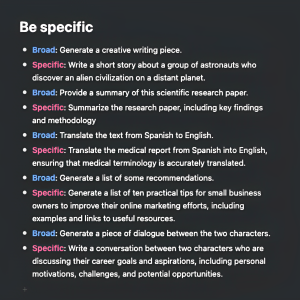 Be specific
• Broad: Generate a creative writing piece.
• Specific: Write a short story about a group of astronauts who
discover an alien civilization on a distant planet.
• Broad: Provide a summary of this scientific research paper.
• Specific: Summarize the research paper, including key findings
and methodology
• Broad: Translate the text from Spanish to English.
• Specific: Translate the medical report from Spanish into English,
ensuring that medical terminology is accurately translated.
• Broad: Generate a list of some recommendations.
• Specific: Generate a list of ten practical tips for small business
owners to improve their online marketing efforts, including
examples and links to useful resources.
• Broad: Generate a piece of dialogue between the two characters.
• Specific: Write a conversation between two characters who are
discussing their career goals and aspirations, including personal
motivations, challenges, and potential opportunities.